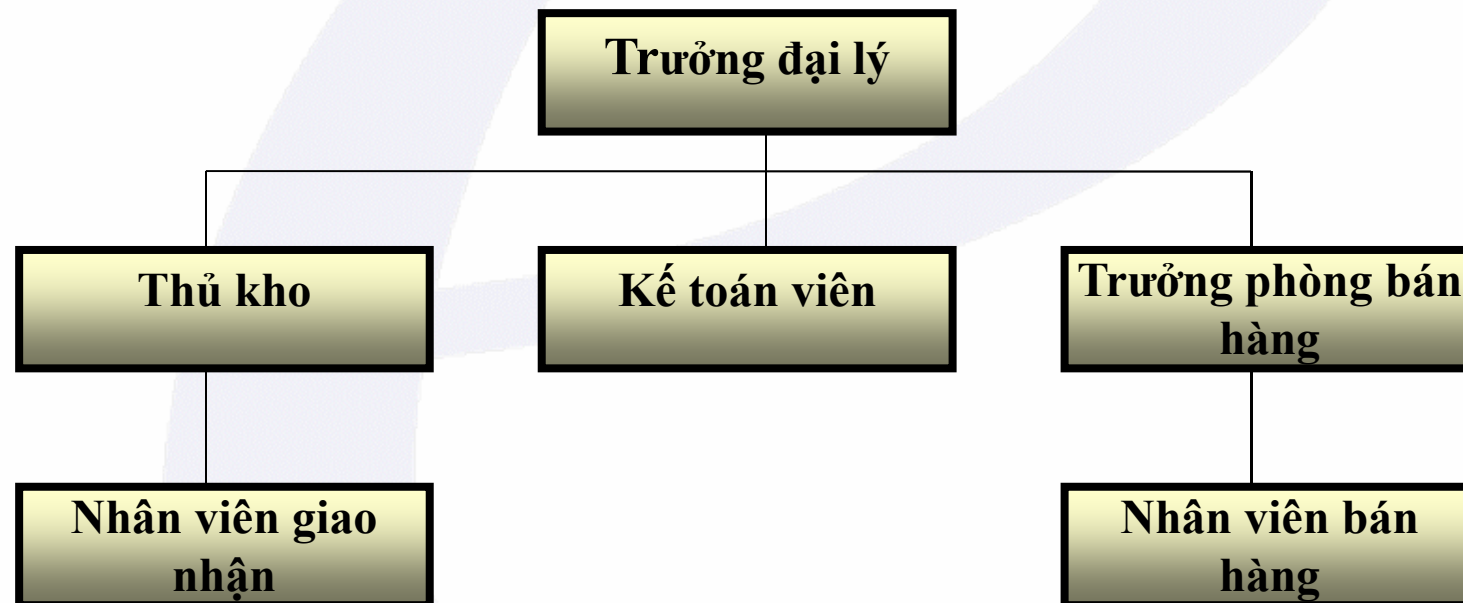 Trưởng đại lý
Thủ kho
Kế toán viên
Trưởng phòng bán
hàng
Nhân viên giao
nhận
Nhân viên bán
hàng